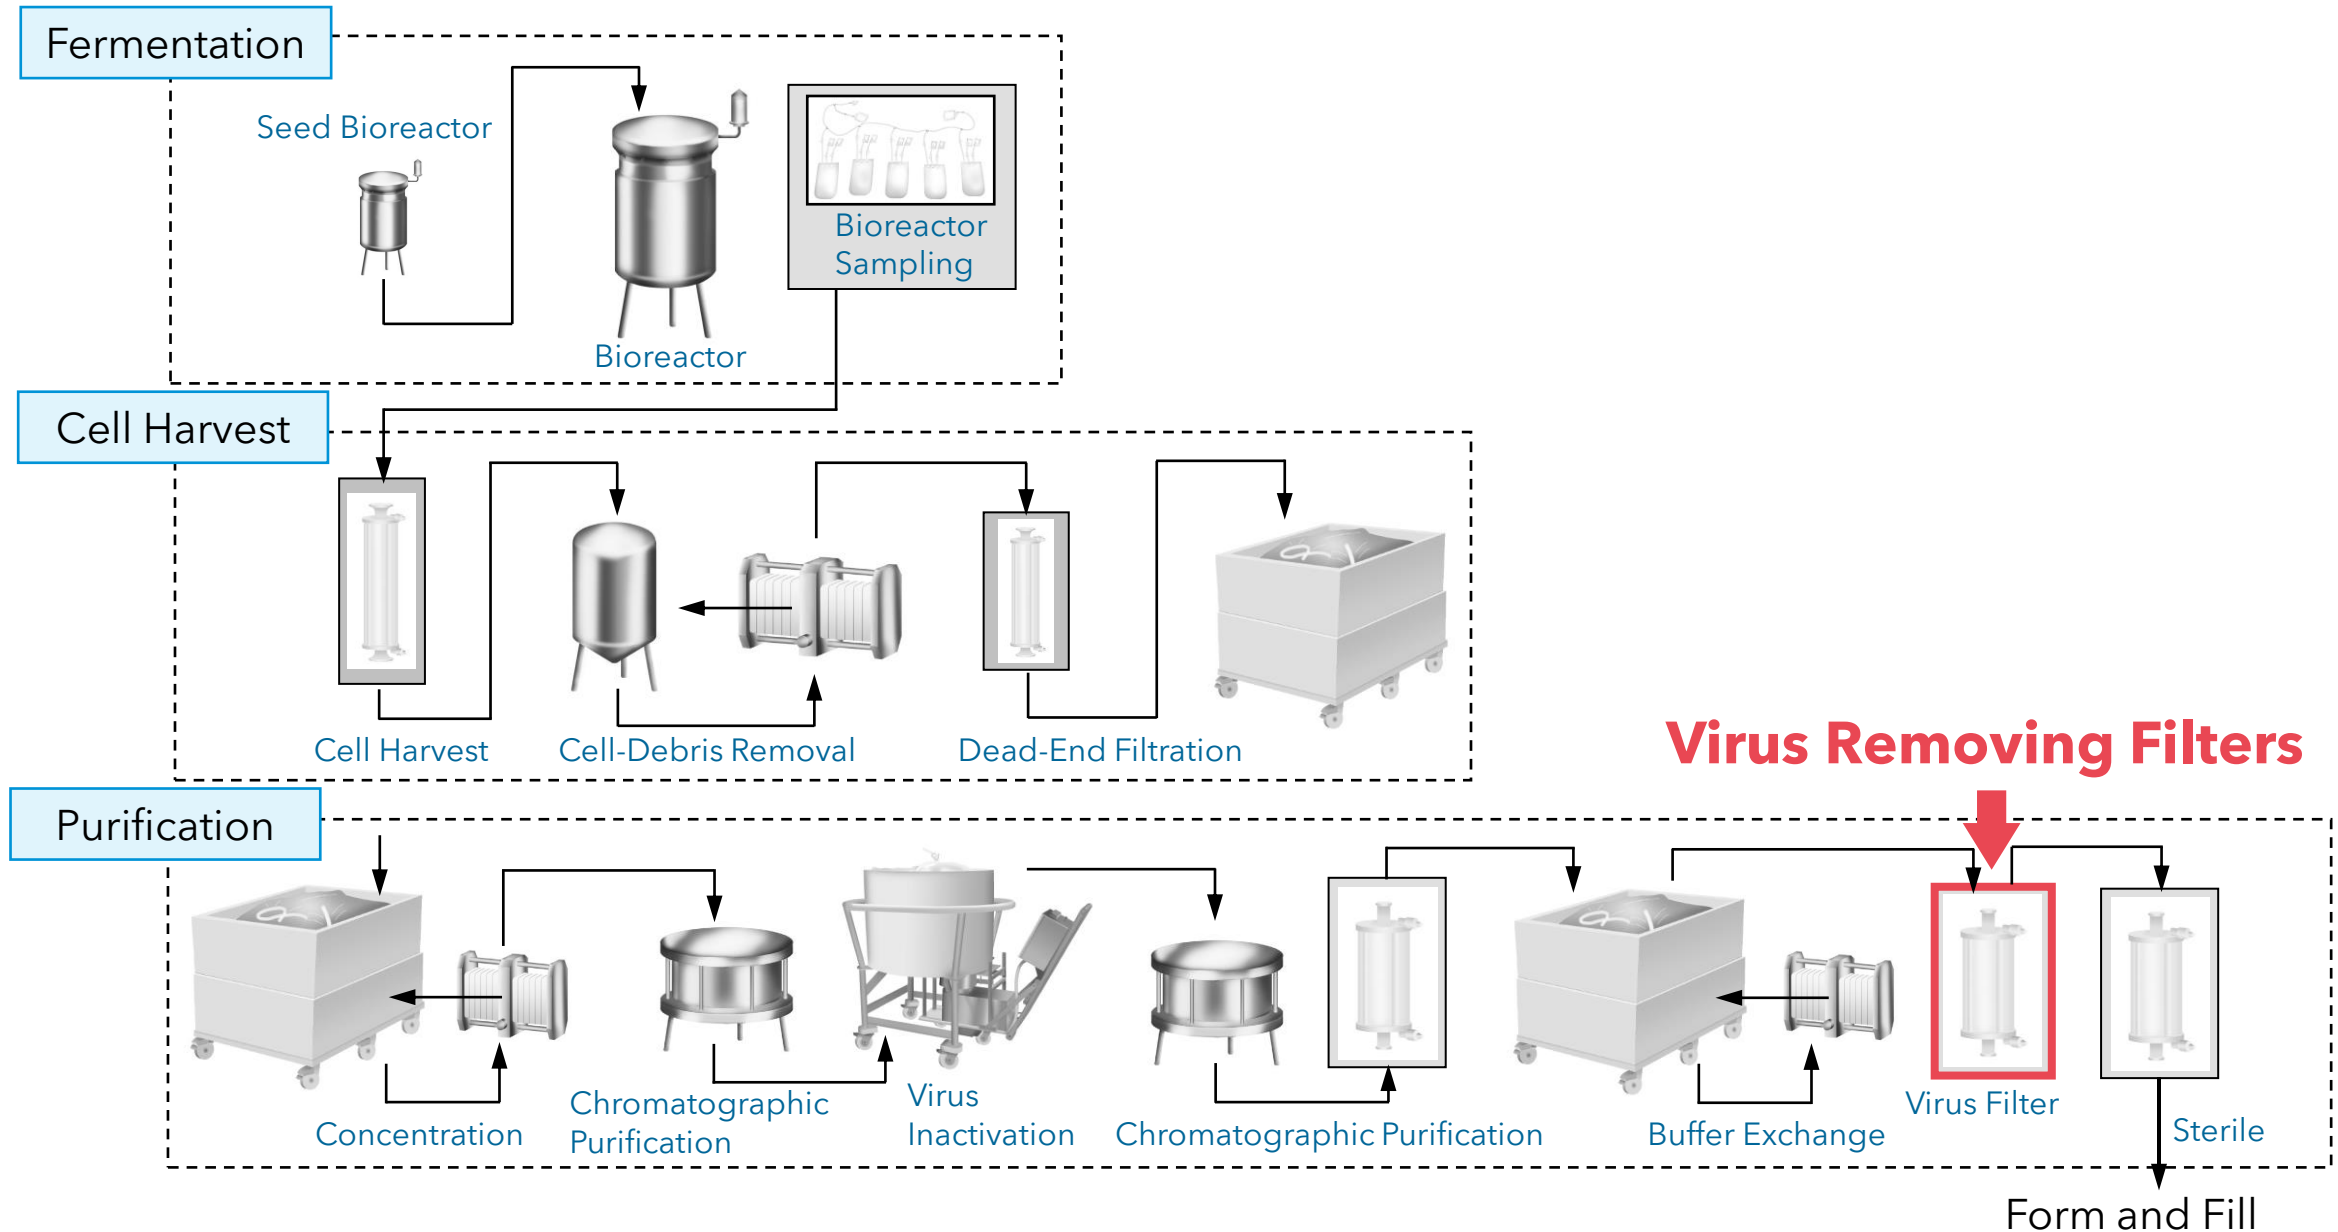 Fermentation
Seed Bioreactor
Bioreactor
Sampling
Bioreactor
Cell Harvest
Cell Harvest
Cell-Debris Removal
Dead-End Filtration
Virus Removing Filters
Purification
Concentration
Chromatographic
Purification
Virus
Inactivation
Chromatographic Purification
Buffer Exchange
Virus Filter
Sterile
Form and Fill